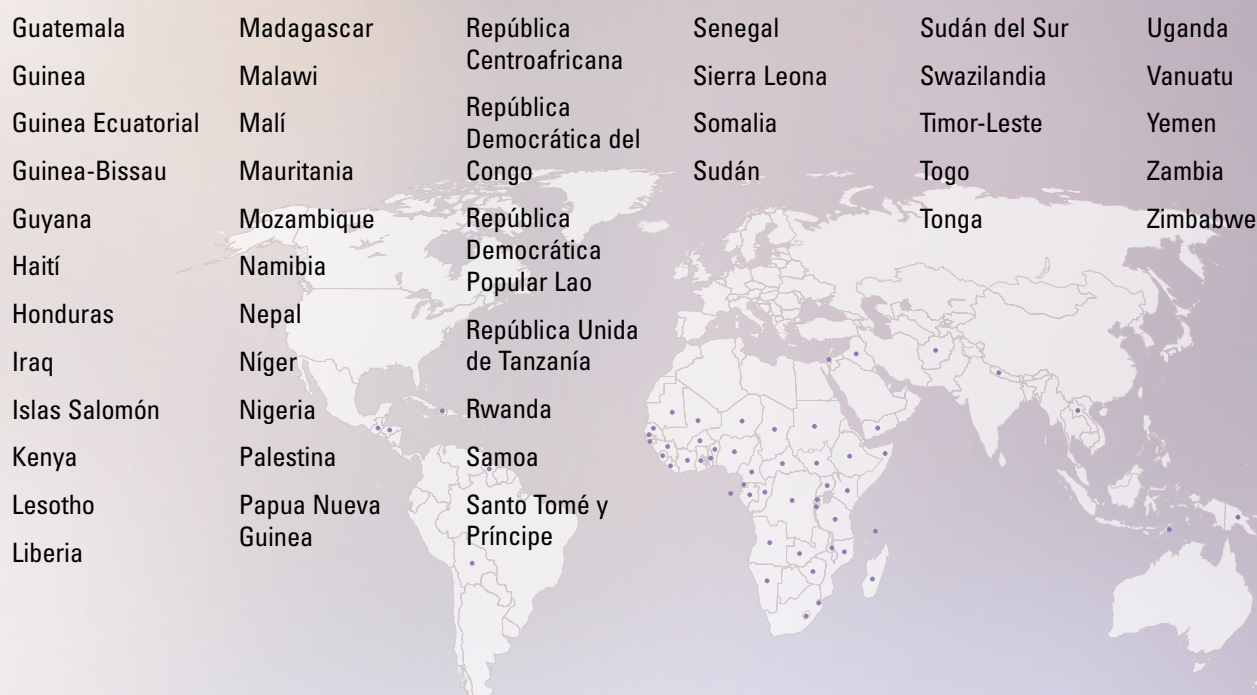 Guatemala
Guinea
Guinea Ecuatorial
Guinea-Bissau
Guyana
Haití
Honduras
Iraq
Islas Salomón
Kenya
Lesotho
Liberia
Madagascar
Malawi
Malí
Mauritania
Mozambique
Namibia
Nepal
Níger
Nigeria
Palestina
Papua Nueva
Guinea
República
Centroafricana
República
Democrática del
Congo
República
Democrática
Popular Lao
República Unida
de Tanzanía
Rwanda
Samoa
Santo Tomé y
Príncipe
Senegal
Sierra Leona
Somalia
Sudán
Sudán del Sur
Swazilandia
Timor-Leste
Togo
Tonga
Uganda
Vanuatu
Yemen
Zambia
Zimbabwe